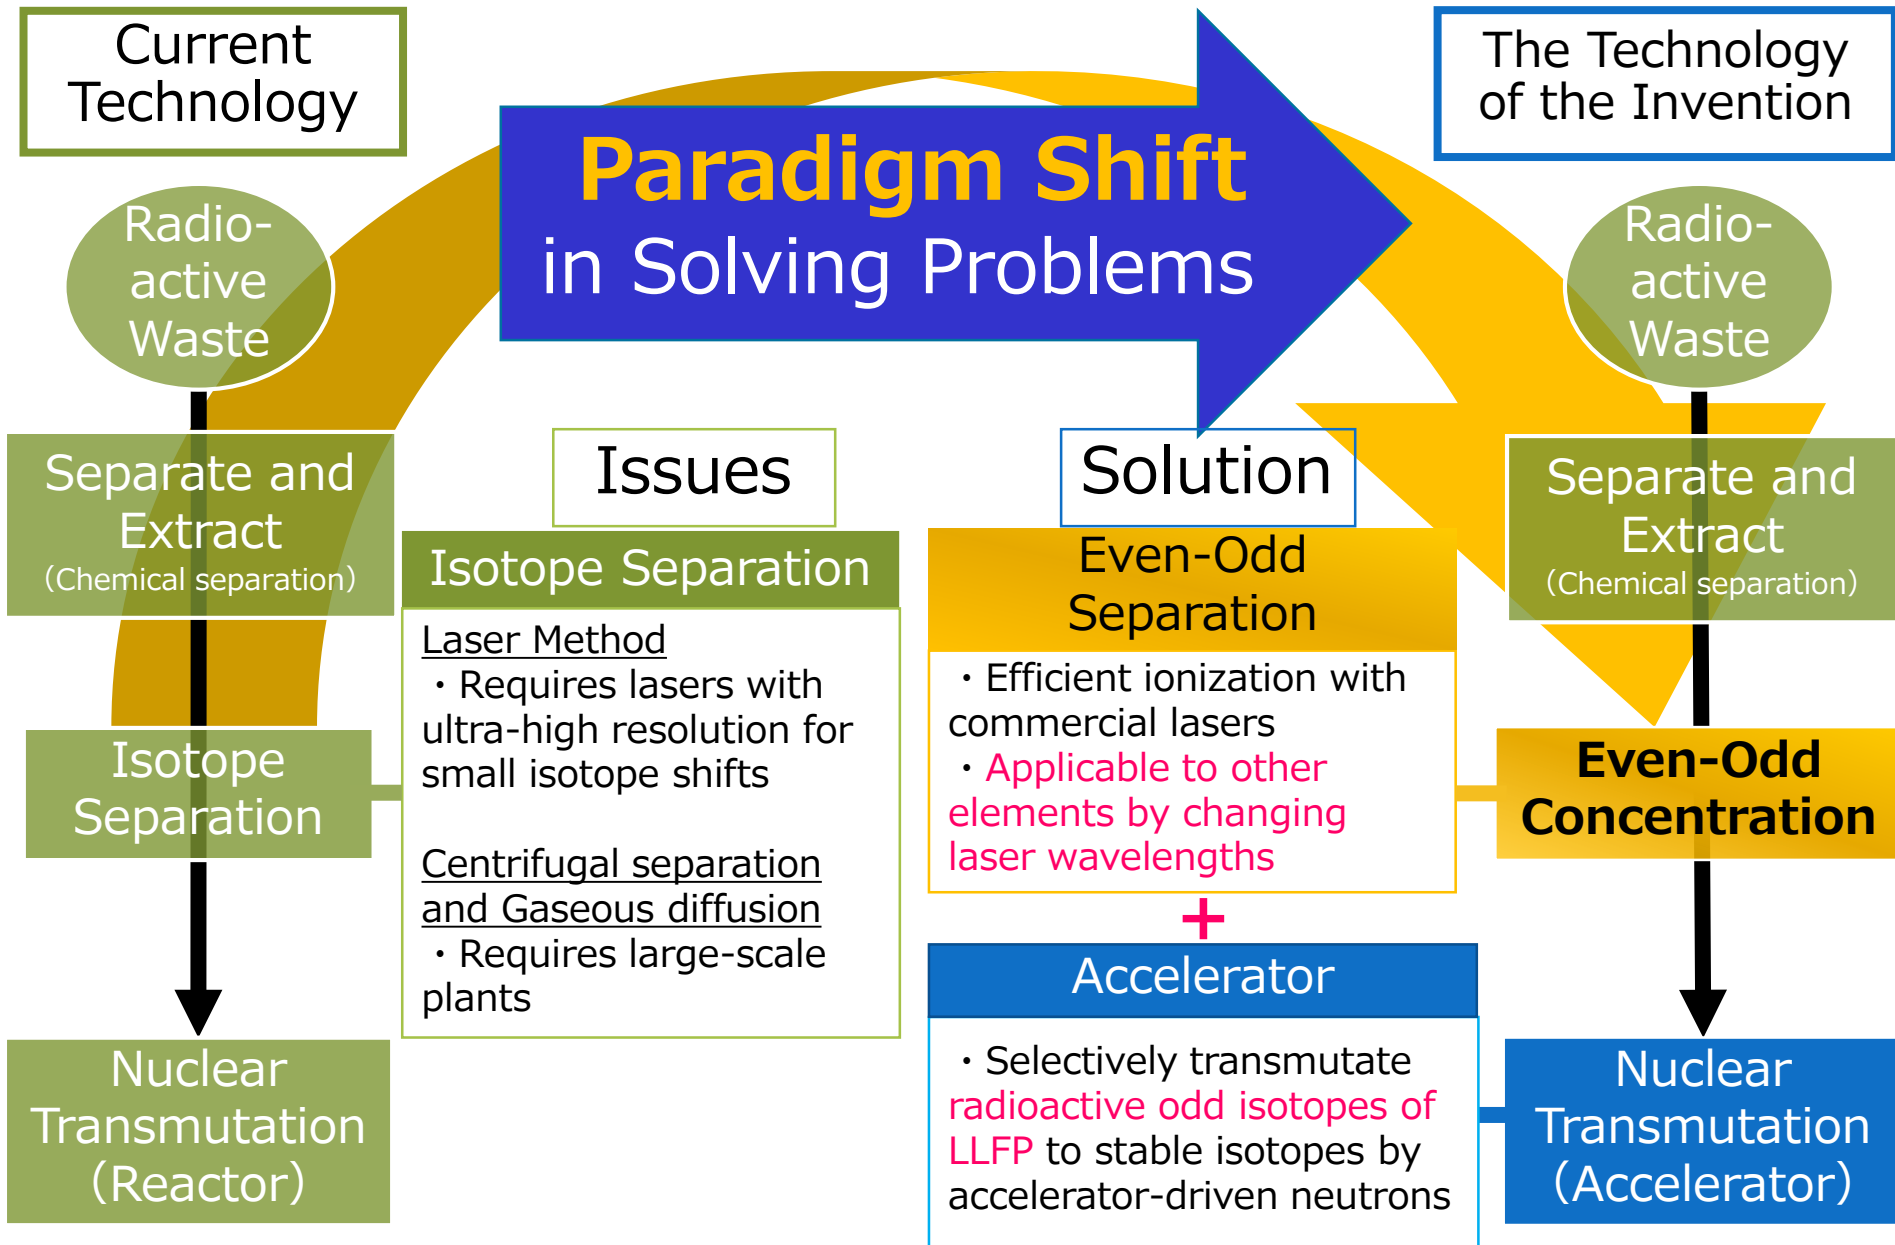 Current
Technology
Paradigm Shift
in Solving Problems
The Technology
of the Invention
Radio-
active
Waste
Separate and
Extract
（Chemical separation）
Isotope
Separation
Nuclear
Transmutation
（Reactor）
Issues
Isotope Separation
Laser Method
・Requires lasers with
ultra-high resolution for
small isotope shifts
Centrifugal separation
and Gaseous diffusion
・Requires large-scale
plants
Solution
Even-Odd
Separation
・Efficient ionization with
commercial lasers
・Applicable to other
elements by changing
laser wavelengths
+
Accelerator
・Selectively transmutate
radioactive odd isotopes of
LLFP to stable isotopes by
accelerator-driven neutrons
Radio-
active
Waste
Separate and
Extract
（Chemical separation）
Even-Odd
Concentration
Nuclear
Transmutation
（Accelerator）